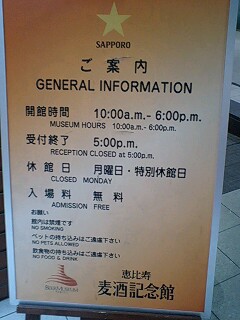 SAPPORO
ご案内
GENERAL INFORMATION
開館時間 10:00a.m.- 6:00p.m.
MUSEUM HOURS 10:00a.m.- 6:00p.m.
受付終了 5:00p.m.
RECEPTION CLOSED at 5:00p.m.
休館日 月曜日・特別休館日
CLOSED MONDAY
入場料 無料
ADMISSION FREE
お願い
館内は禁煙です
NO SMOKING
ペットの持ち込みはご遠慮下さい
NO PETS ALLOWED
飲食物の持ち込みはご遠慮下さい
NO FOOD & DRINK
恵比寿
麦酒記念館